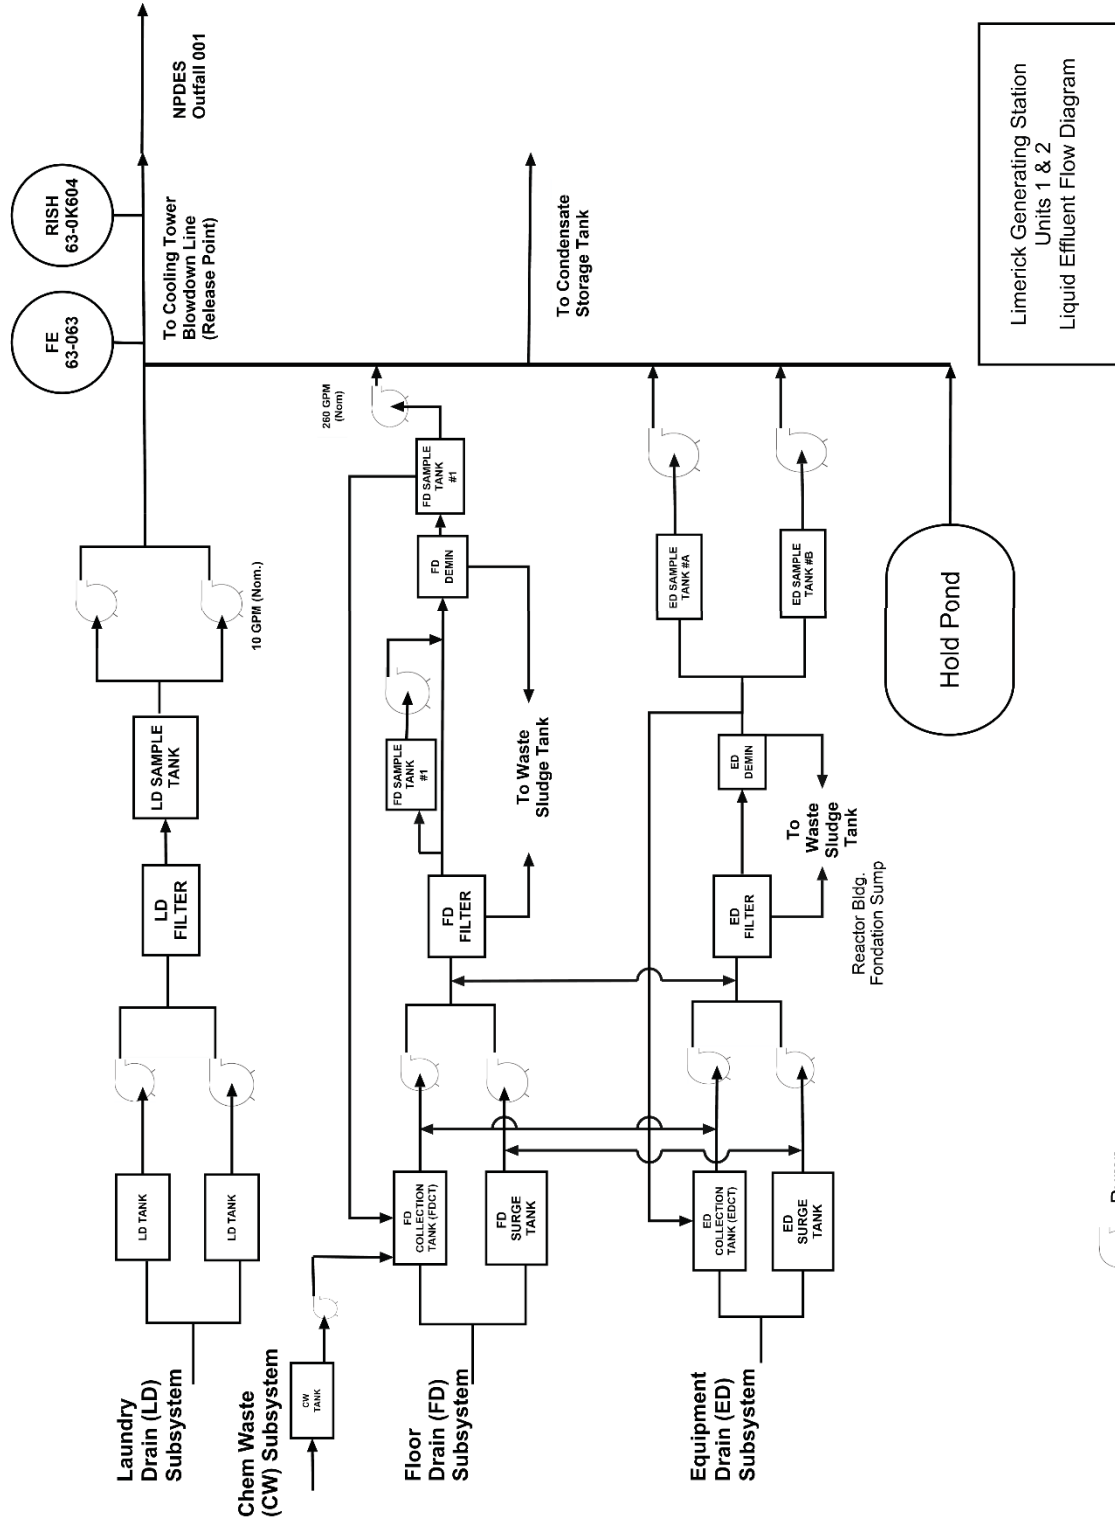 Laundry
Drain (LD)
Subsystem
LD TANK
LD TANK
LD
FILTER
LD SAMPLE
TANK
10 GPM (Nom.)
FE
63-063
RISH
63-0K604
To Cooling Tower
Blowdown Line
(Release Point)
NPDES
Outfall 001
Chem Waste
(CW) Subsystem
CW
TANK
Floor
Drain (FD)
Subsystem
FD
COLLECTION
TANK (FDCT)
FD
SURGE
TANK
FD
FILTER
FD SAMPLE
TANK
#1
FD
DEMIN
FD SAMPLE
TANK
#1
260 GPM
(Nom)
To Waste
Sludge Tank
To Condensate
Storage Tank
Equipment
Drain (ED)
Subsystem
ED
COLLECTION
TANK (EDCT)
ED
SURGE
TANK
ED
FILTER
ED
DEMIN
ED SAMPLE
TANK #A
ED SAMPLE
TANK #B
To
Waste
Sludge
Tank
Reactor Bldg.
Fondation Sump
Hold Pond
Limerick Generating Station
Units 1 & 2
Liquid Effluent Flow Diagram